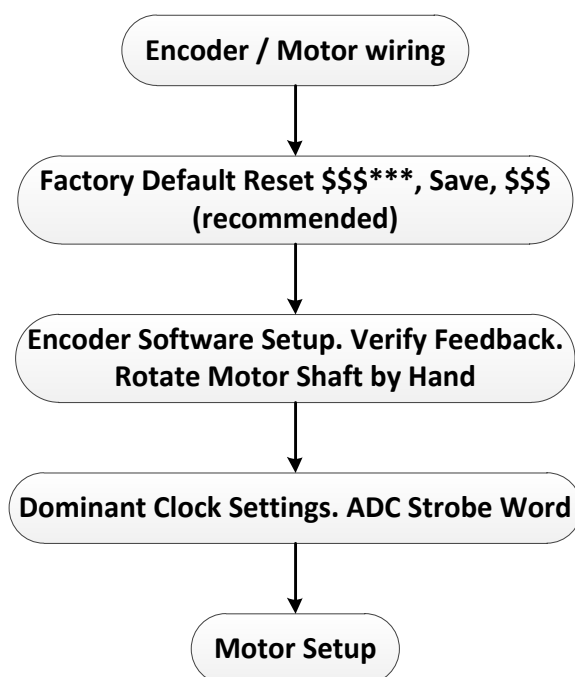 Encoder / Motor wiring
Factory Default Reset $$$***, Save, $$$
(recommended)
Encoder Software Setup. Verify Feedback.
Rotate Motor Shaft by Hand
Dominant Clock Settings. ADC Strobe Word
Motor Setup